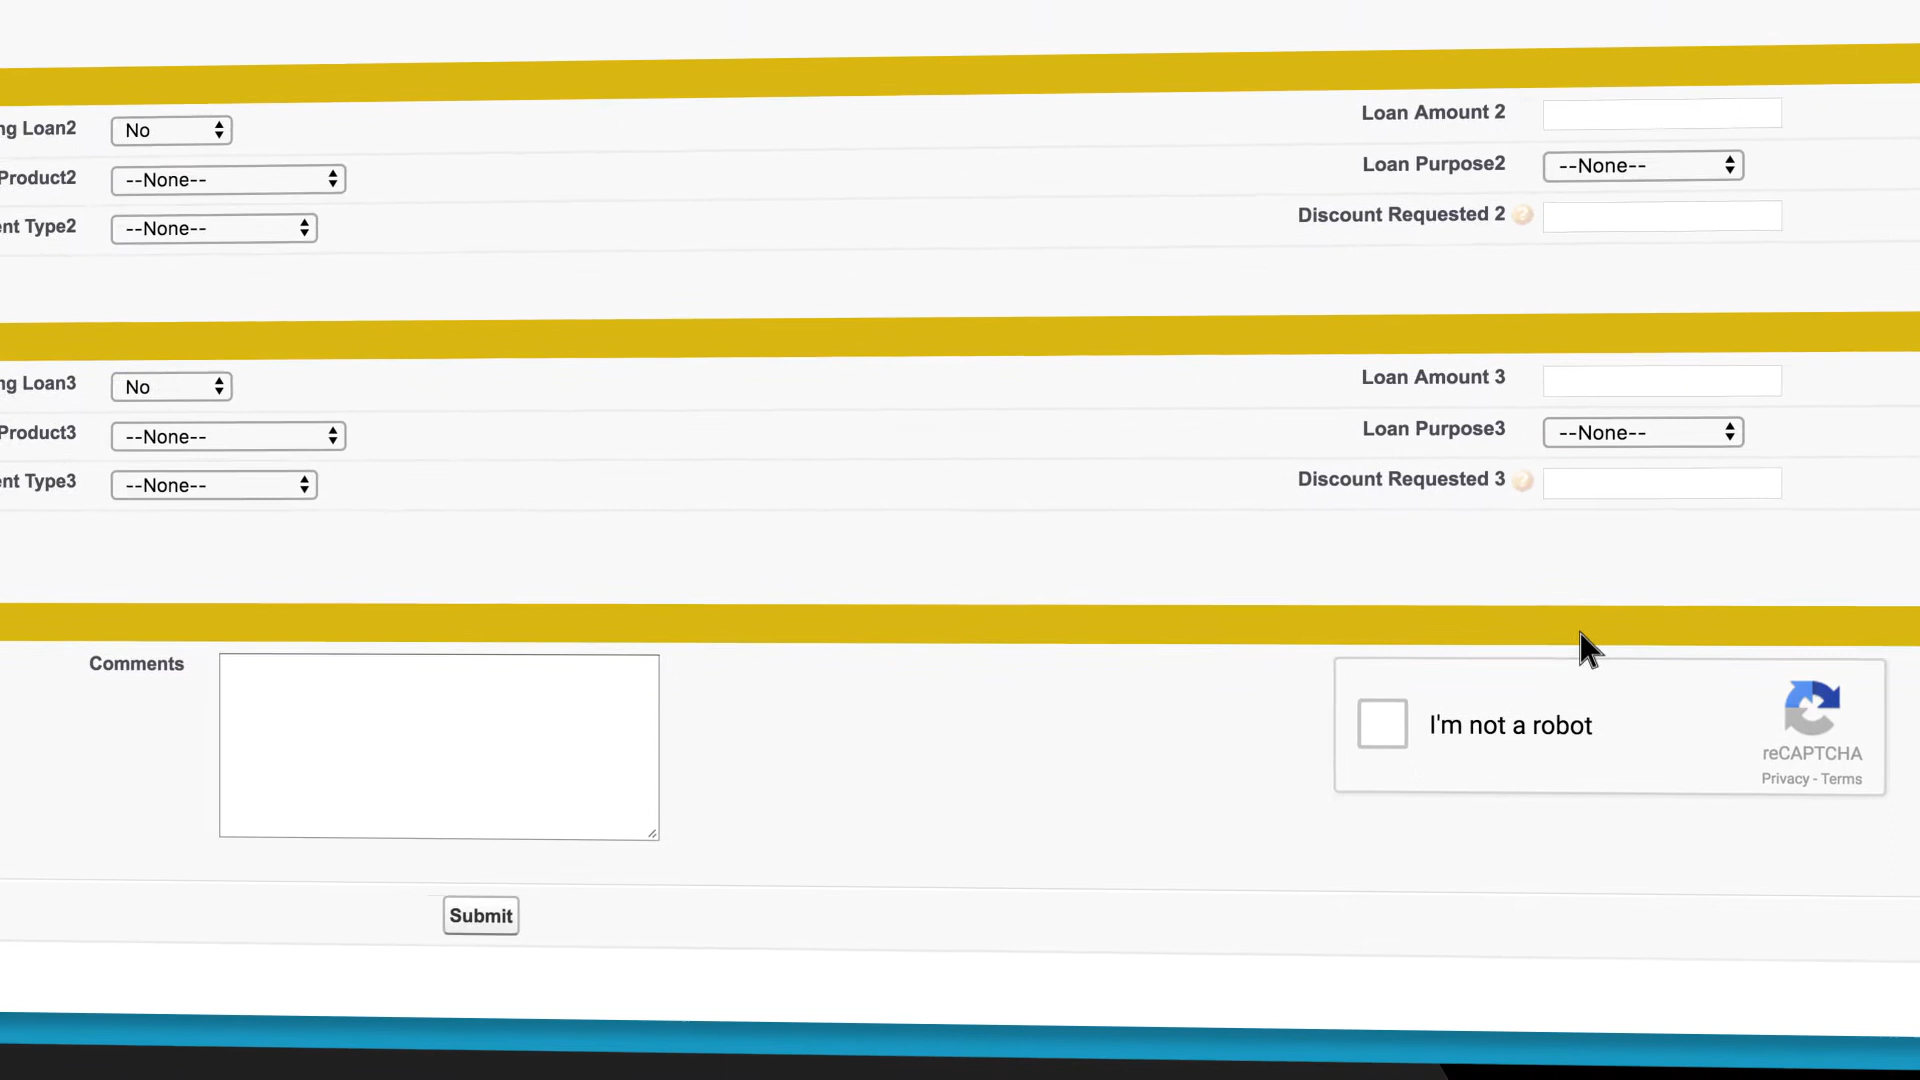 ng Loan2 No Loan Amount 2
Product2 --None-- Loan Purpose2 --None--
nt Type2 --None-- Discount Requested 2 ?
ng Loan3 No Loan Amount 3
Product3 --None-- Loan Purpose3 --None--
nt Type3 --None-- Discount Requested 3 ?
Comments
I'm not a robot
reCAPTCHA
Privacy - Terms
Submit